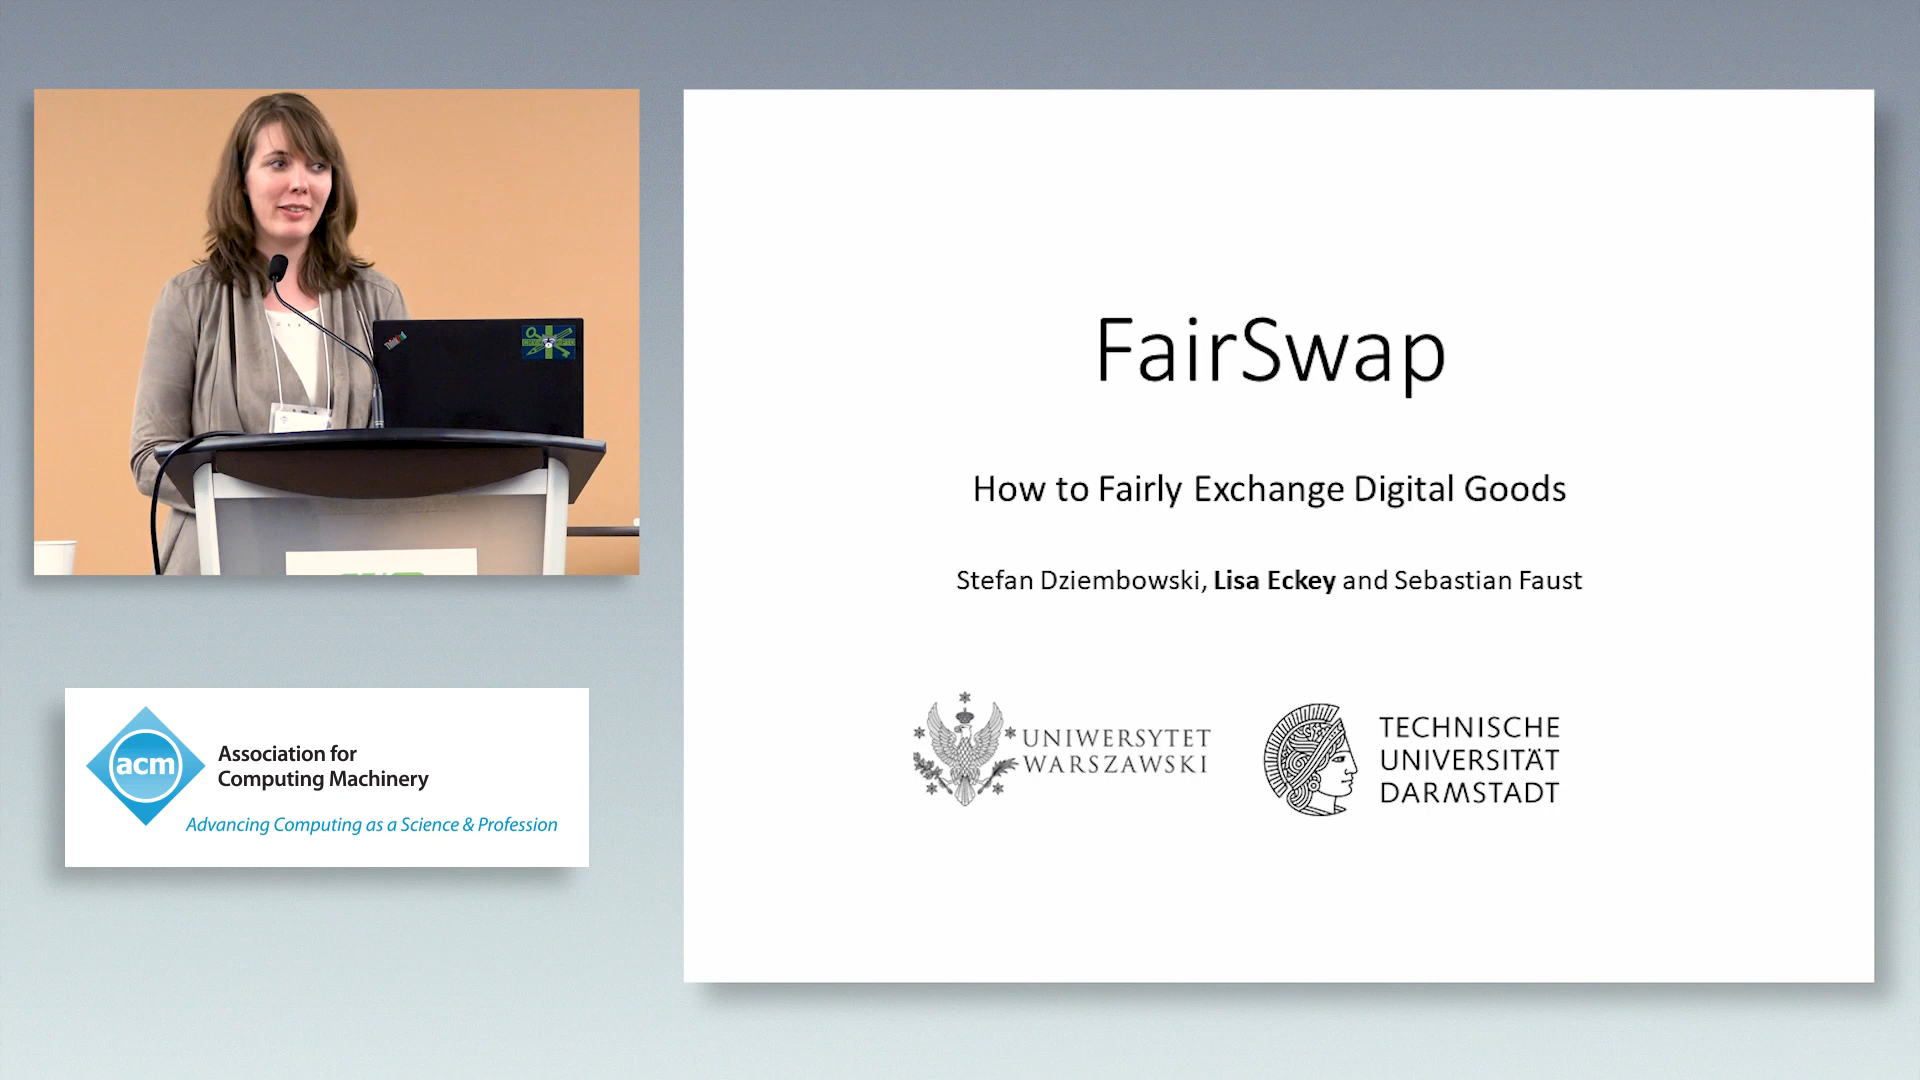 ThinkPad
FairSwap
How to Fairly Exchange Digital Goods
Stefan Dziembowski, Lisa Eckey and Sebastian Faust
UNIWERSYTET
WARSZAWSKI
TECHNISCHE
UNIVERSITÄT
DARMSTADT
acm
Association for
Computing Machinery
Advancing Computing as a Science & Profession